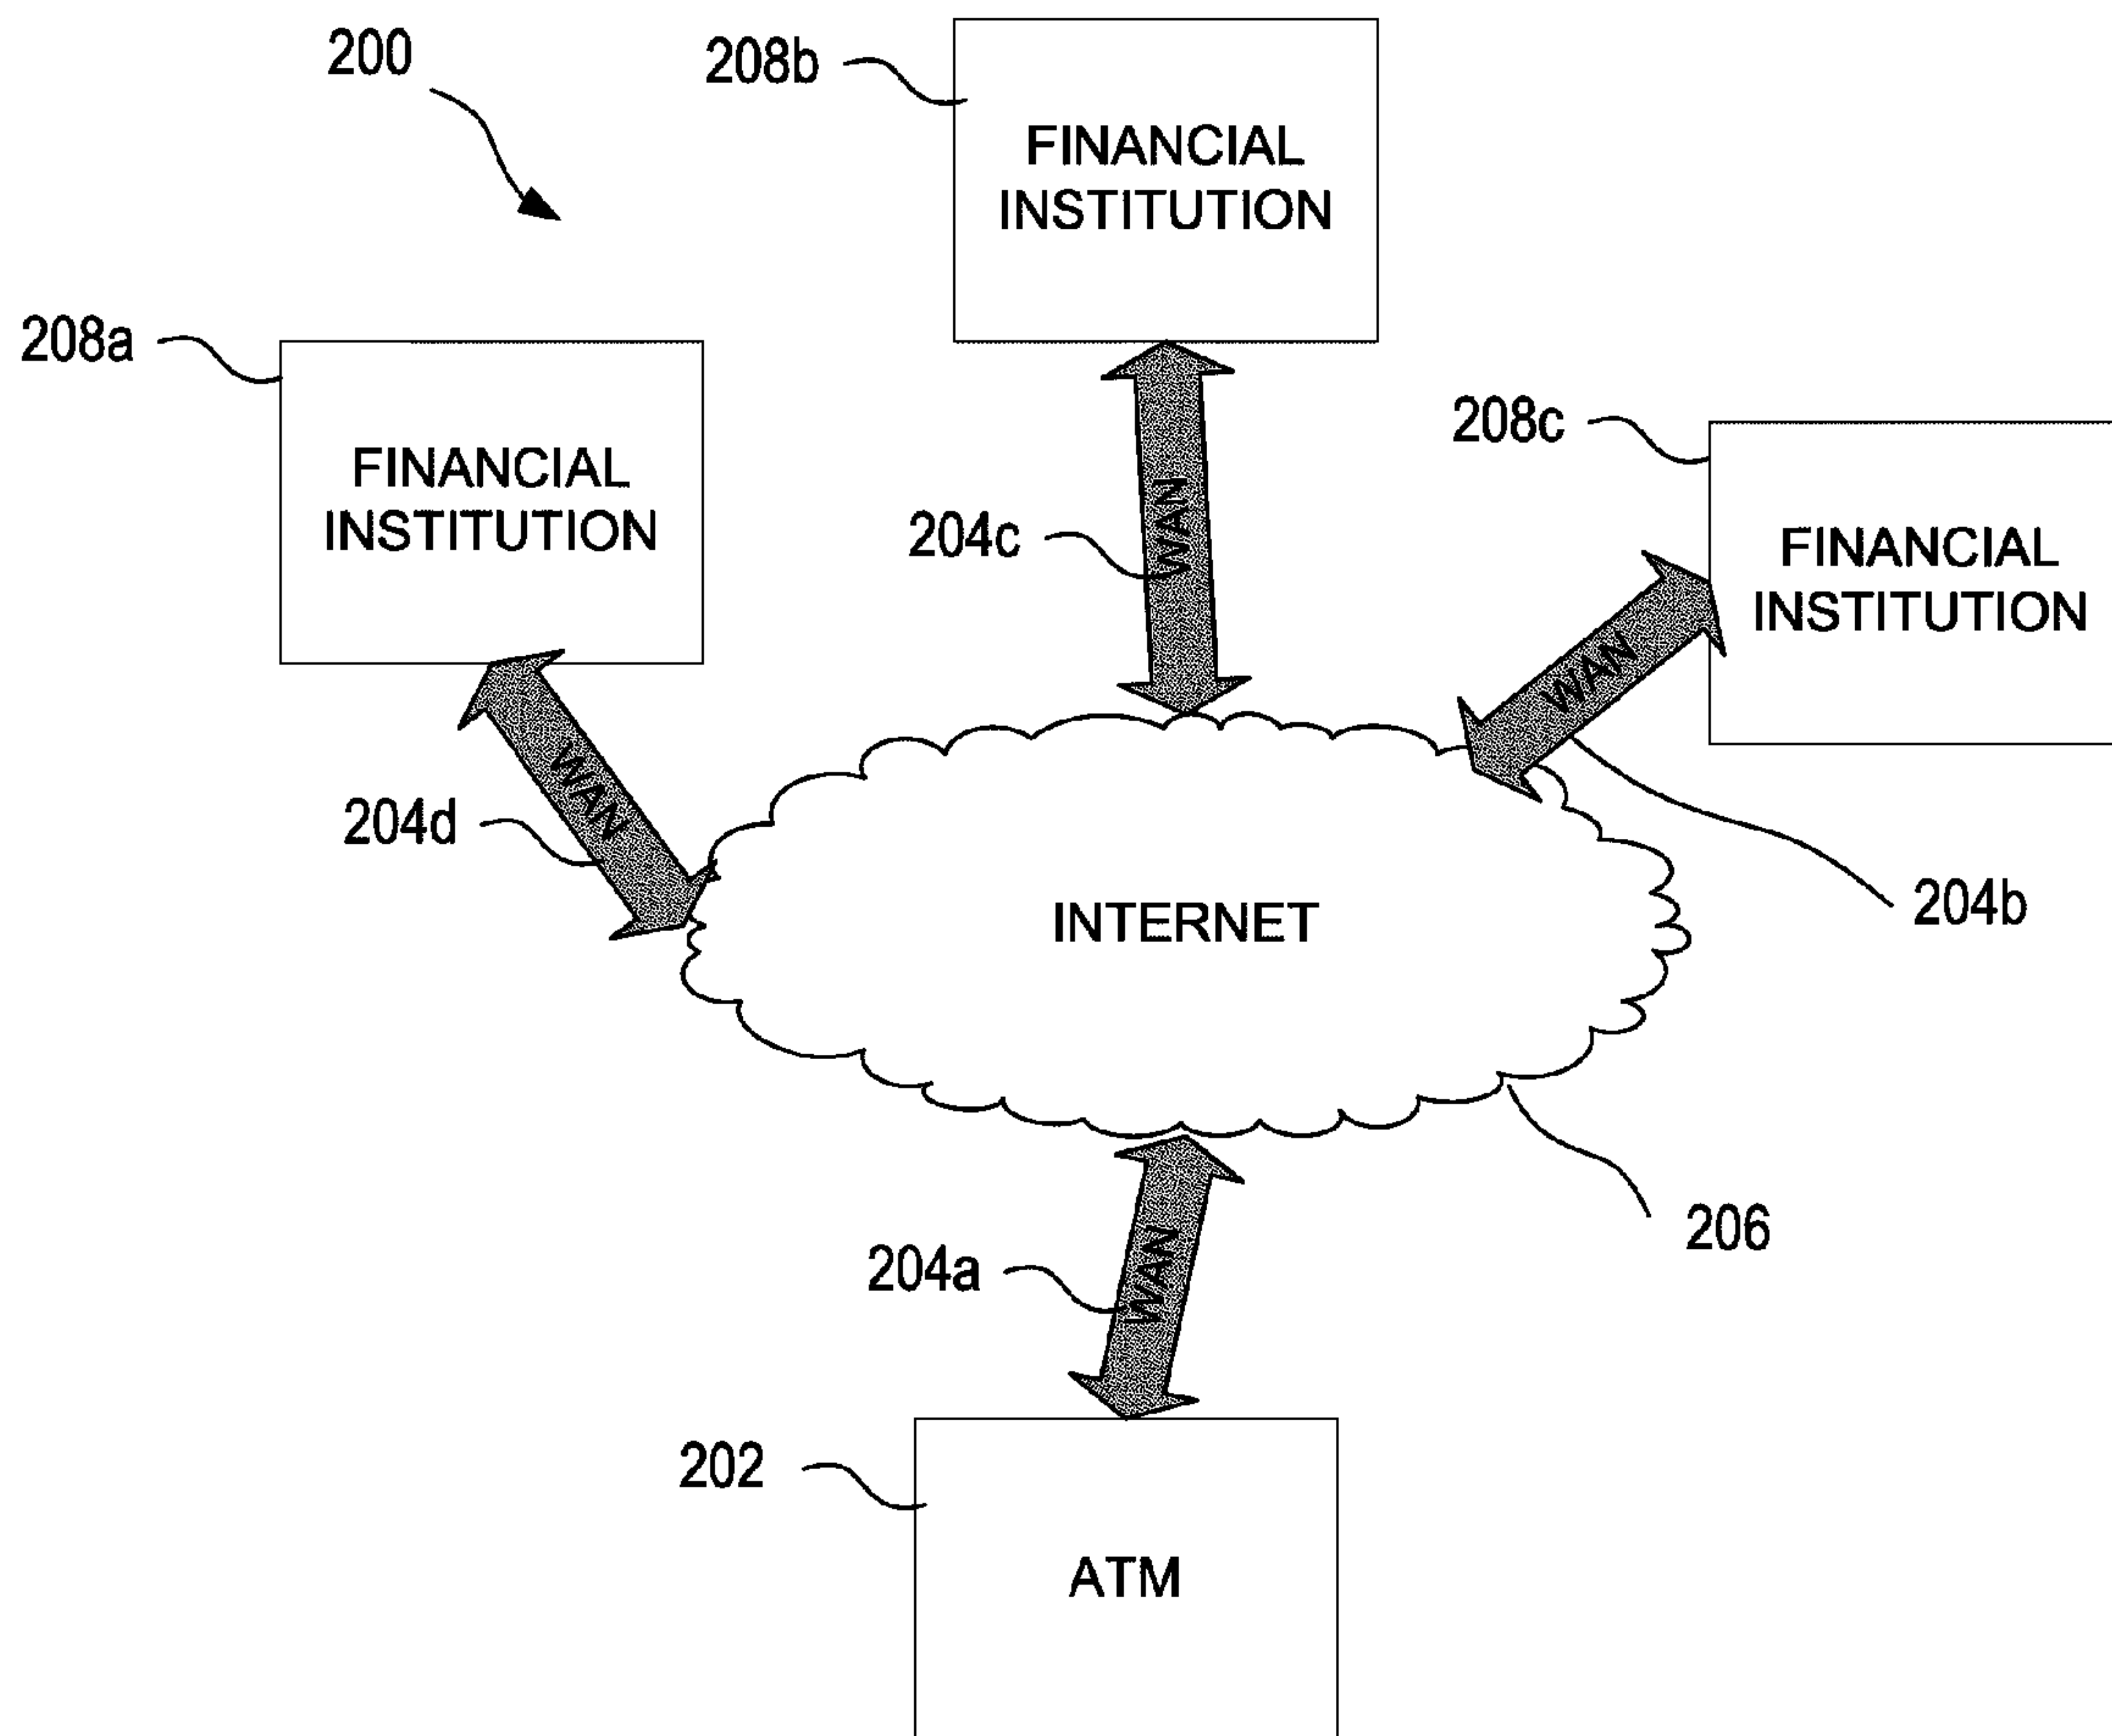 200
208b
FINANCIAL
INSTITUTION
208a
FINANCIAL
INSTITUTION
208c
FINANCIAL
INSTITUTION
204c
WAN
WAN
204d
WAN
204b
INTERNET
206
204a
WAN
202
ATM